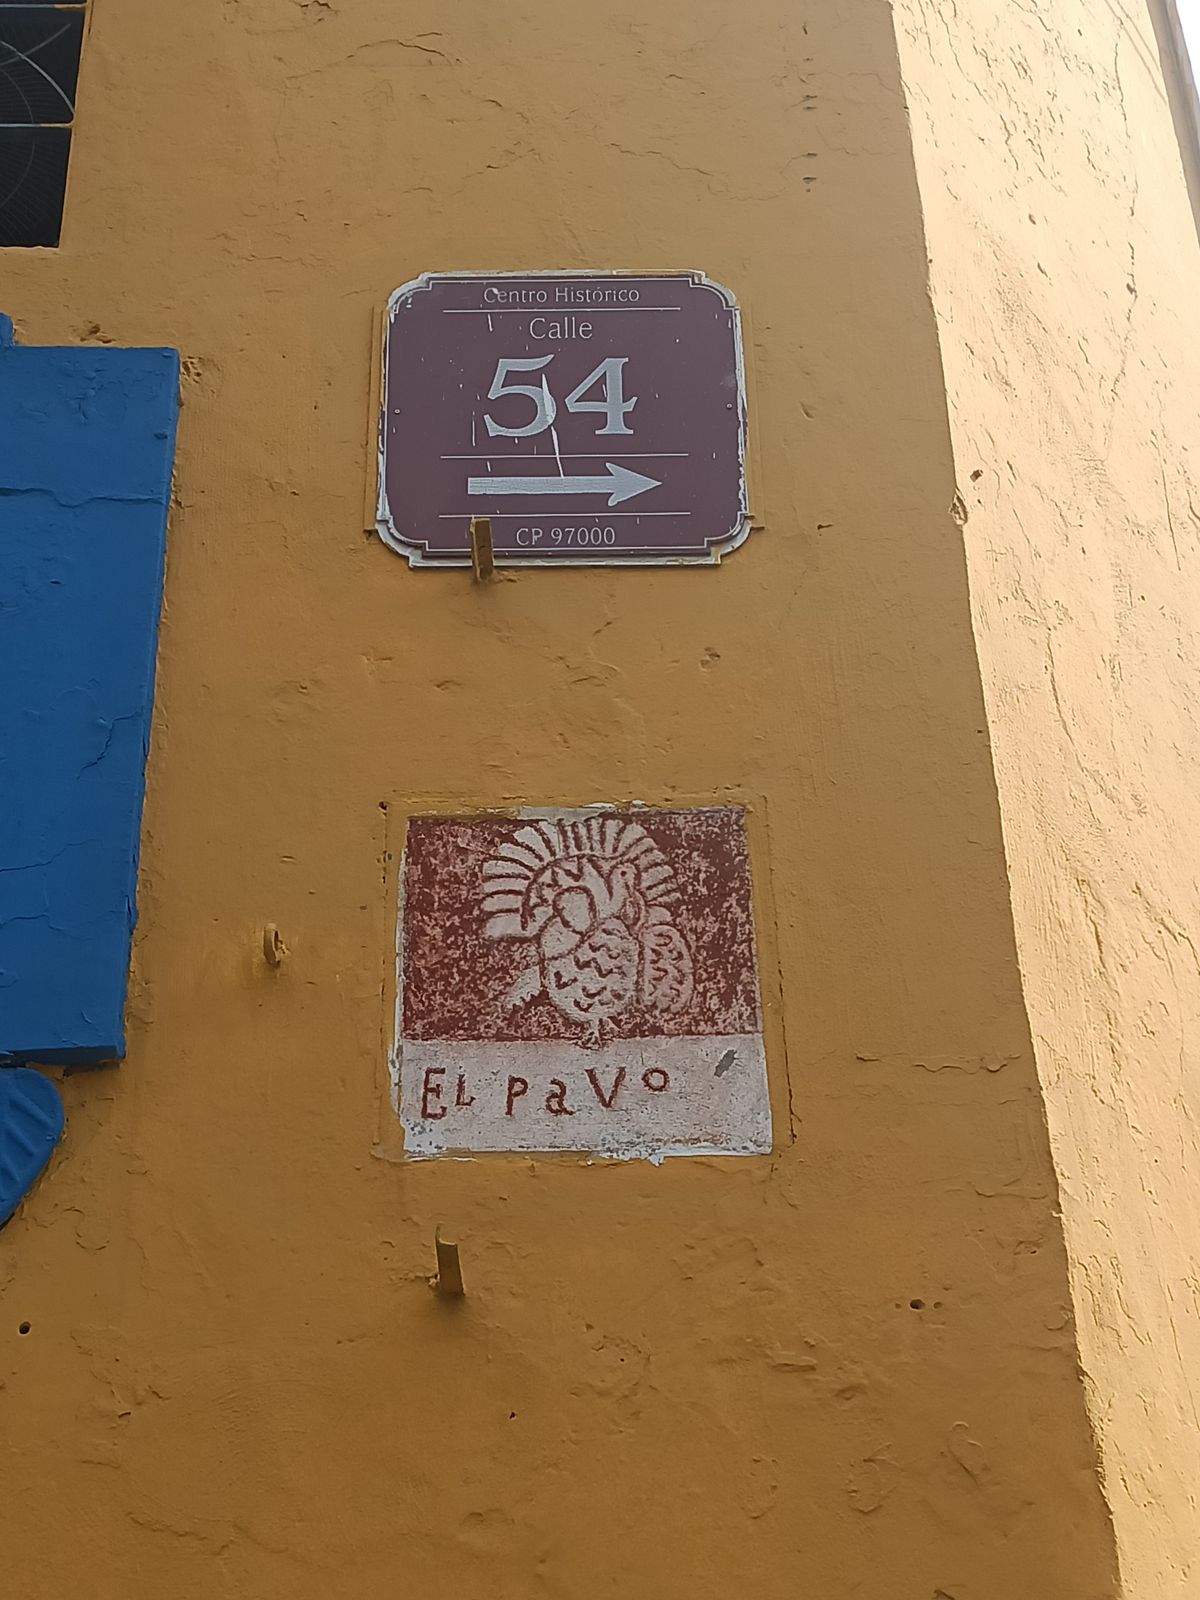 Centro Histórico
Calle
54
CP 97000
EL PaVo